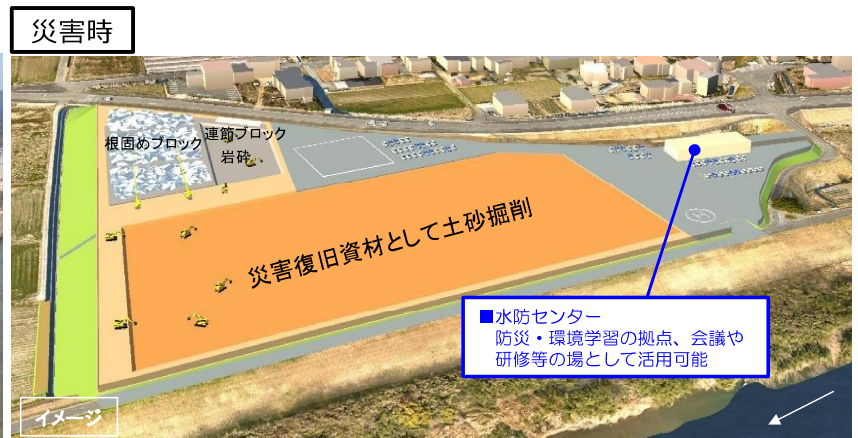 災害時
根固めブロック
連節ブロック
岩砕
災害復旧資材として土砂掘削
H
■水防センター
防災・環境学習の拠点、会議や
研修等の場として活用可能
イメージ